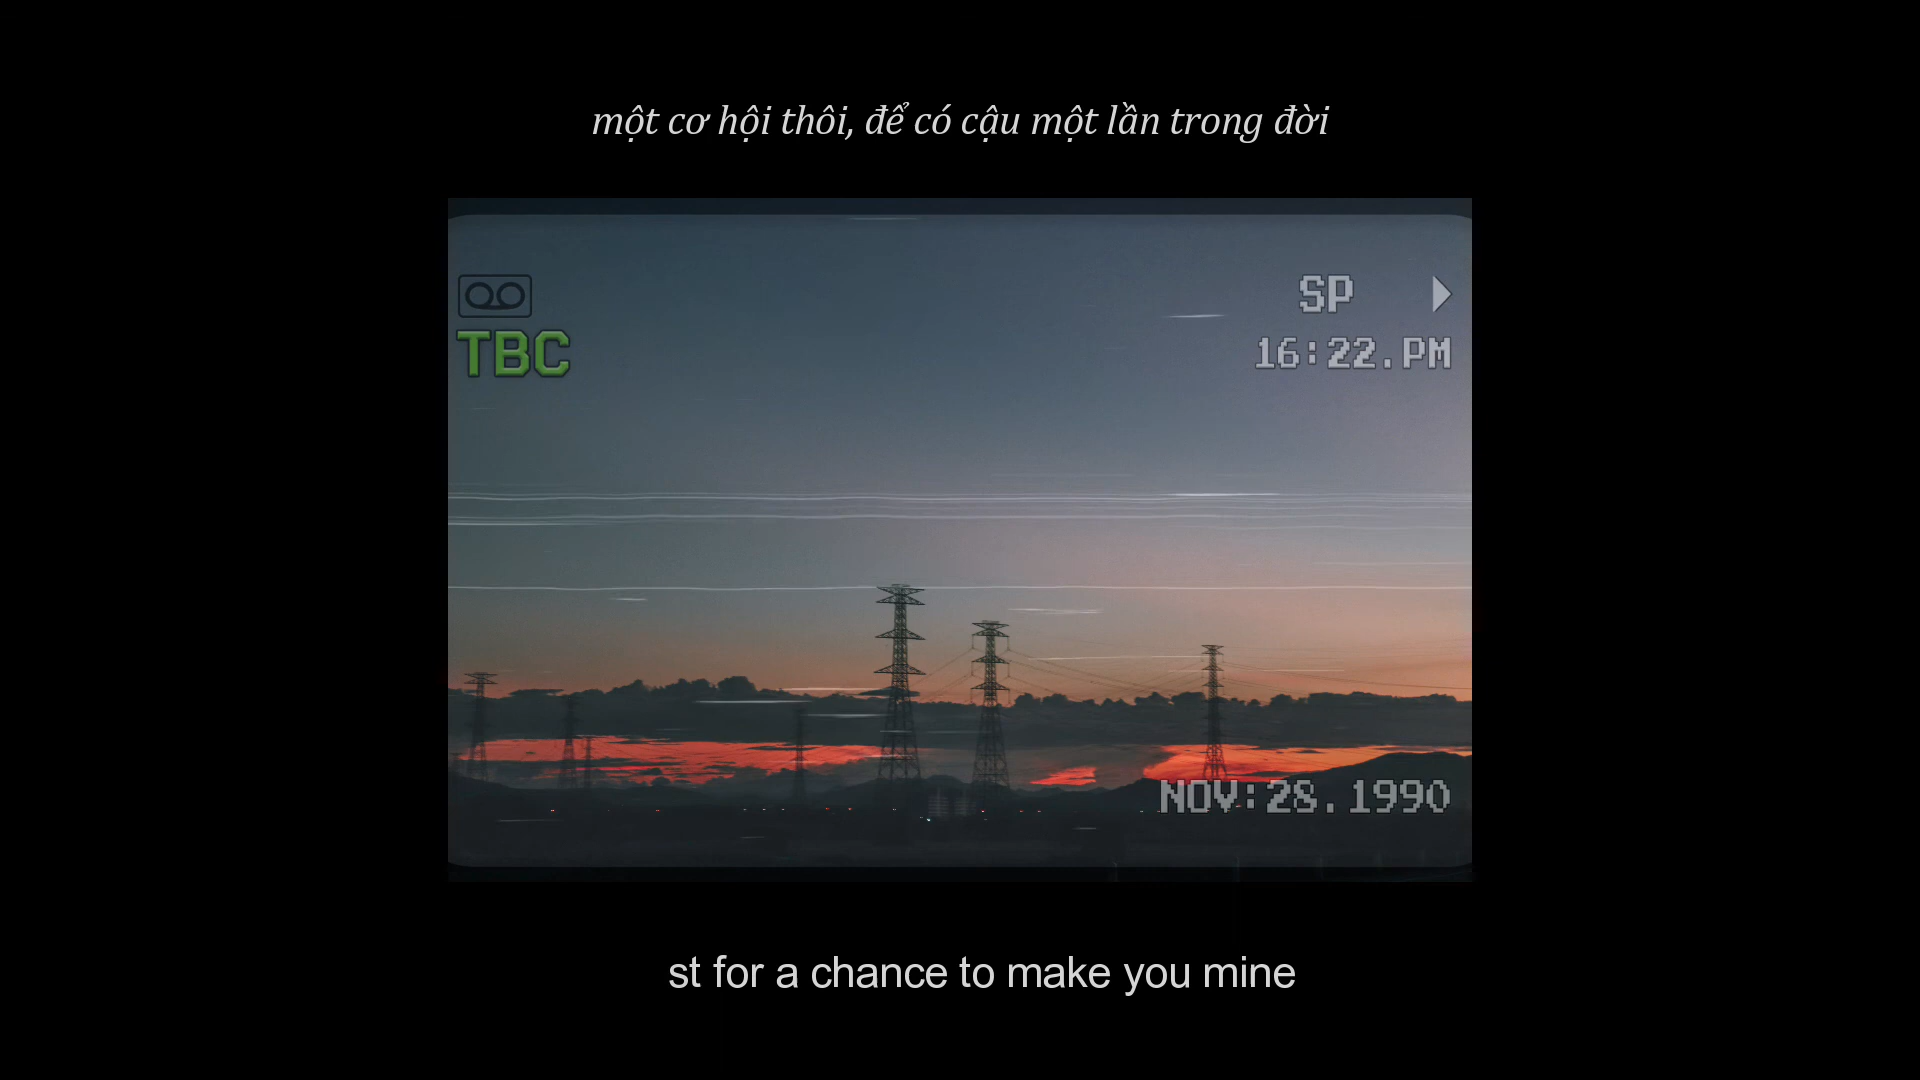 một cơ hội thôi, để có cậu một lần trong đời
SP
TBC
16:22.PM
NOV:28.1990
st for a chance to make you mine